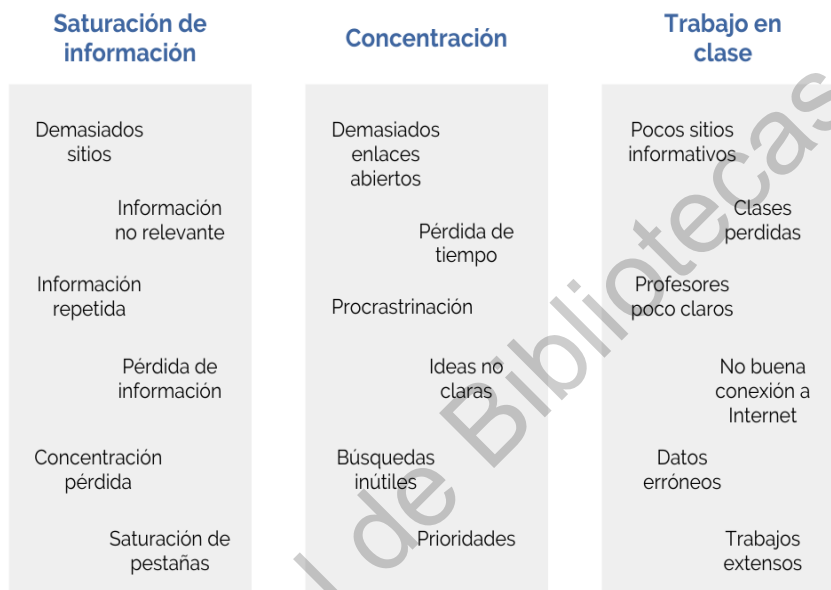 Saturación de
información
Demasiados
sitios
Información
no relevante
Información
repetida
Pérdida de
información
Concentración
pérdida
Saturación de
pestañas
Concentración
Demasiados
enlaces
abiertos
Pérdida de
tiempo
Procrastrinación
Ideas no
claras
Búsquedas
inútiles
Prioridades
Trabajo en
clase
Pocos sitios
informativos
Clases
perdidas
Profesores
poco claros
No buena
conexión a
Internet
Datos
erróneos
Trabajos
extensos
de Bibliotecas